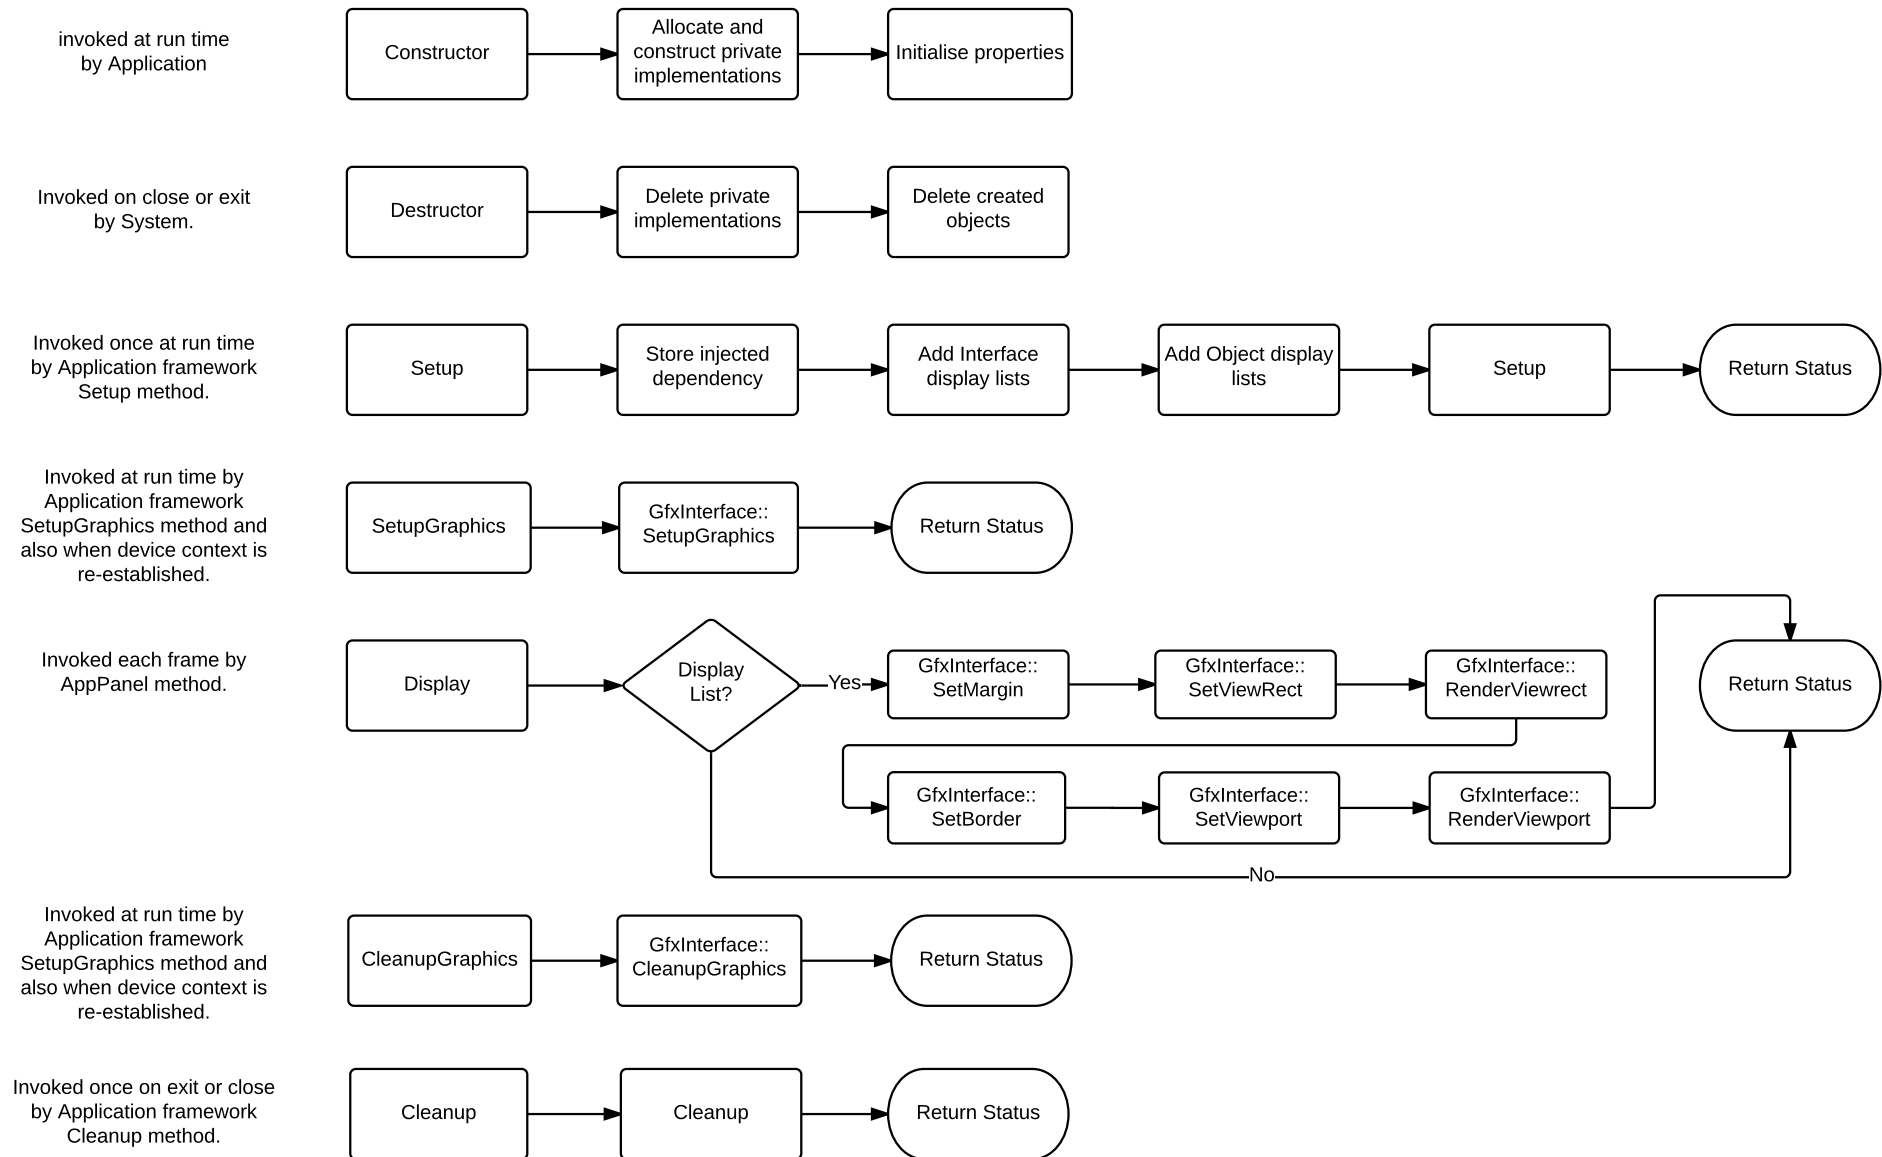 invoked at run time
by Application
Constructor
Allocate and
construct private
implementations
Initialise properties
Invoked on close or exit
by System.
Destructor
Delete private
implementations
Delete created
objects
Invoked once at run time
by Application framework
Setup method.
Setup
Store injected
dependency
Add Interface
display lists
Add Object display
lists
Setup
Return Status
Invoked at run time by
Application framework
SetupGraphics method and
also when device context is
re-established.
SetupGraphics
GfxInterface::
SetupGraphics
Return Status
Invoked each frame by
AppPanel method.
Display
Display
List?
Yes
GfxInterface::
SetMargin
GfxInterface::
SetViewRect
GfxInterface::
RenderViewrect
Return Status
GfxInterface::
SetBorder
GfxInterface::
SetViewport
GfxInterface::
RenderViewport
No
Invoked at run time by
Application framework
SetupGraphics method and
also when device context is
re-established.
CleanupGraphics
GfxInterface::
CleanupGraphics
Return Status
Invoked once on exit or close
by Application framework
Cleanup method.
Cleanup
Cleanup
Return Status